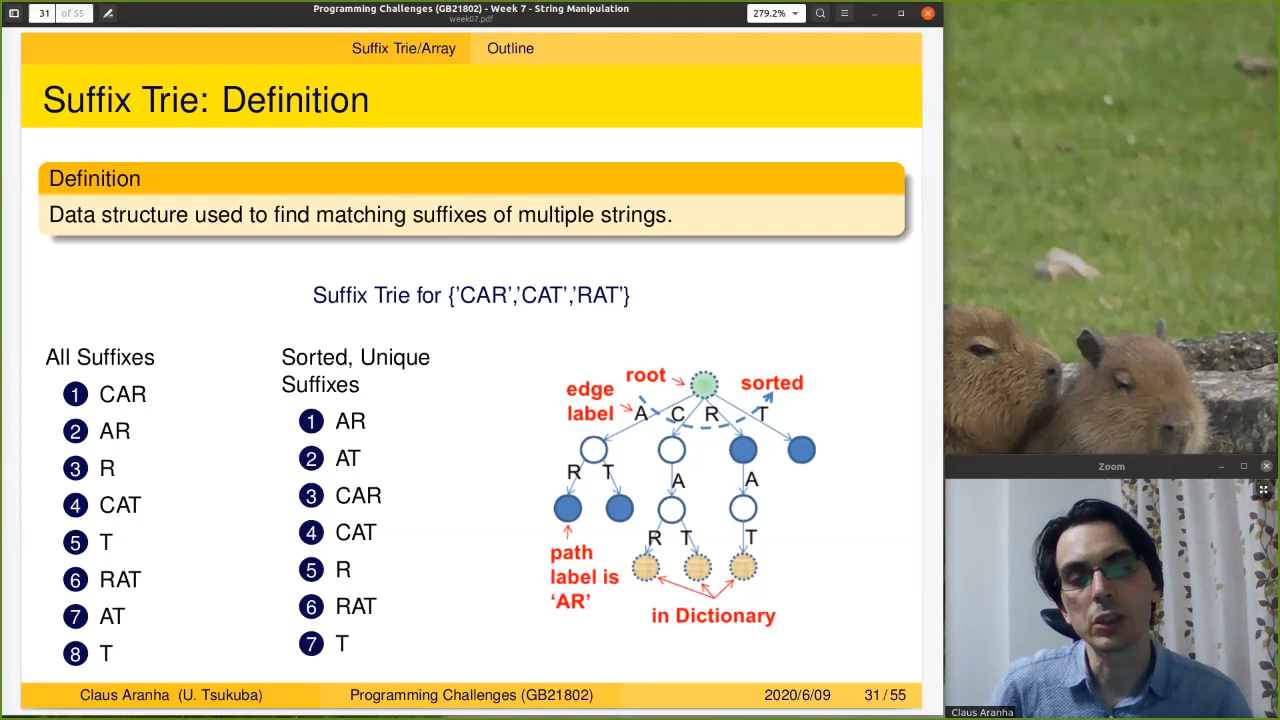 31 of 55
Programming Challenges (GB21802) - Week 7 - String Manipulation
week07.pdf
279.2%
Suffix Trie/Array Outline
Suffix Trie: Definition
Definition
Data structure used to find matching suffixes of multiple strings.
Suffix Trie for {'CAR','CAT','RAT'}
All Suffixes
1 CAR
2 AR
3 R
4 CAT
5 T
6 RAT
7 AT
8 T
Sorted, Unique
Suffixes
1 AR
2 AT
3 CAR
4 CAT
5 R
6 RAT
7 T
root
sorted
edge
label
A C R T
R T A A
R T T
path
label is
'AR'
in Dictionary
Claus Aranha (U. Tsukuba) Programming Challenges (GB21802) 2020/6/09 31 / 55
Zoom
Claus Aranha